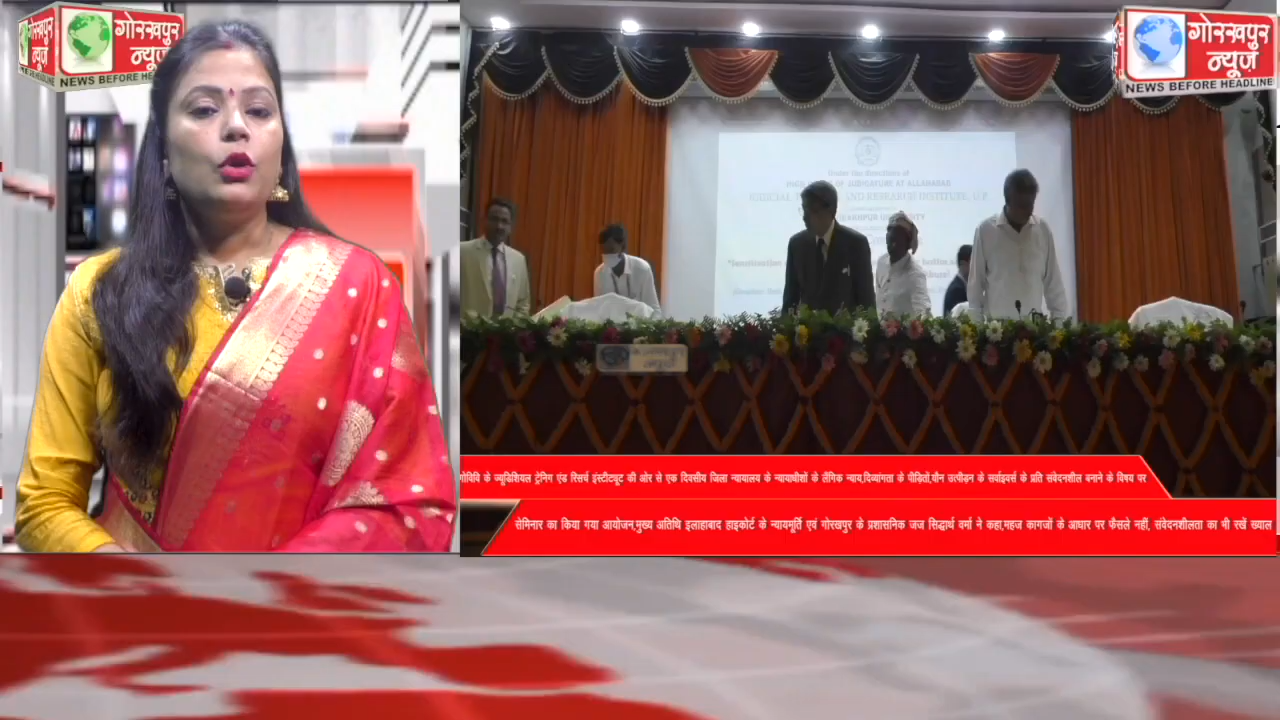 गोरखपुर
न्यूज
NEWS BEFORE HEADLINE
गोरखपुर
न्यूज
NEWS BEFORE HEADLINE
Under the directions of
OF JUDICATURE AT ALLAHABAD
JUDICIAL AND RESEARCH INSTITUTE, U.P.
गोविवि के ज्यूडिशियल ट्रेनिग एंड रिसर्च इंस्टीट्यूट की ओर से एक दिवसीय जिला न्यायालय के न्यायाधीशों के लैंगिक न्याय,दिव्यांगता के पीड़ितों,यौन उत्पीड़न के सर्वाइवर्स के प्रति संवेदनशील बनाने के विषय पर
सेमिनार का किया गया आयोजन,मुख्य अतिथि इलाहाबाद हाइकोर्ट के न्यायमूर्ति एवं गोरखपुर के प्रशासनिक जज सिद्धार्थ वर्मा ने कहा,महज कागजों के आधार पर फैसले नहीं, संवेदनशीलता का भी रखें ख्याल